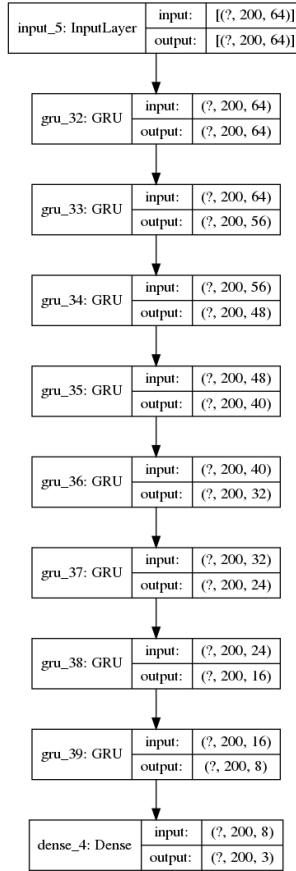 input_5: InputLayer input: [(?, 200, 64)]
output: [(?, 200, 64)]
gru_32: GRU input: (?, 200, 64)
output: (?, 200, 64)
gru_33: GRU input: (?, 200, 64)
output: (?, 200, 56)
gru_34: GRU input: (?, 200, 56)
output: (?, 200, 48)
gru_35: GRU input: (?, 200, 48)
output: (?, 200, 40)
gru_36: GRU input: (?, 200, 40)
output: (?, 200, 32)
gru_37: GRU input: (?, 200, 32)
output: (?, 200, 24)
gru_38: GRU input: (?, 200, 24)
output: (?, 200, 16)
gru_39: GRU input: (?, 200, 16)
output: (?, 200, 8)
dense_4: Dense input: (?, 200, 8)
output: (?, 200, 3)